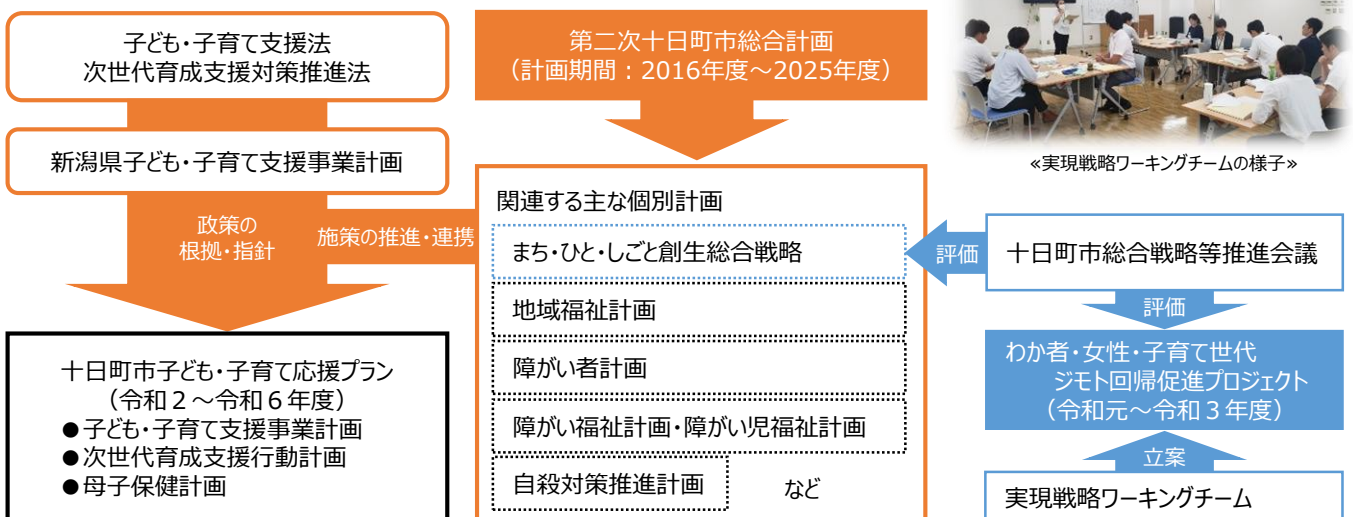 子ども・子育て支援法
次世代育成支援対策推進法
新潟県子ども・子育て支援事業計画
政策の
根拠・指針
施策の推進・連携
十日町市子ども・子育て応援プラン
（令和２～令和６年度）
●子ども・子育て支援事業計画
●次世代育成支援行動計画
●母子保健計画
第二次十日町市総合計画
（計画期間：2016年度～2025年度）
関連する主な個別計画
まち・ひと・しごと創生総合戦略
地域福祉計画
障がい者計画
障がい福祉計画・障がい児福祉計画
自殺対策推進計画
など
≪実現戦略ワーキングチームの様子≫
評価
十日町市総合戦略等推進会議
評価
わか者・女性・子育て世代
ジモト回帰促進プロジェクト
（令和元～令和３年度）
立案
実現戦略ワーキングチーム